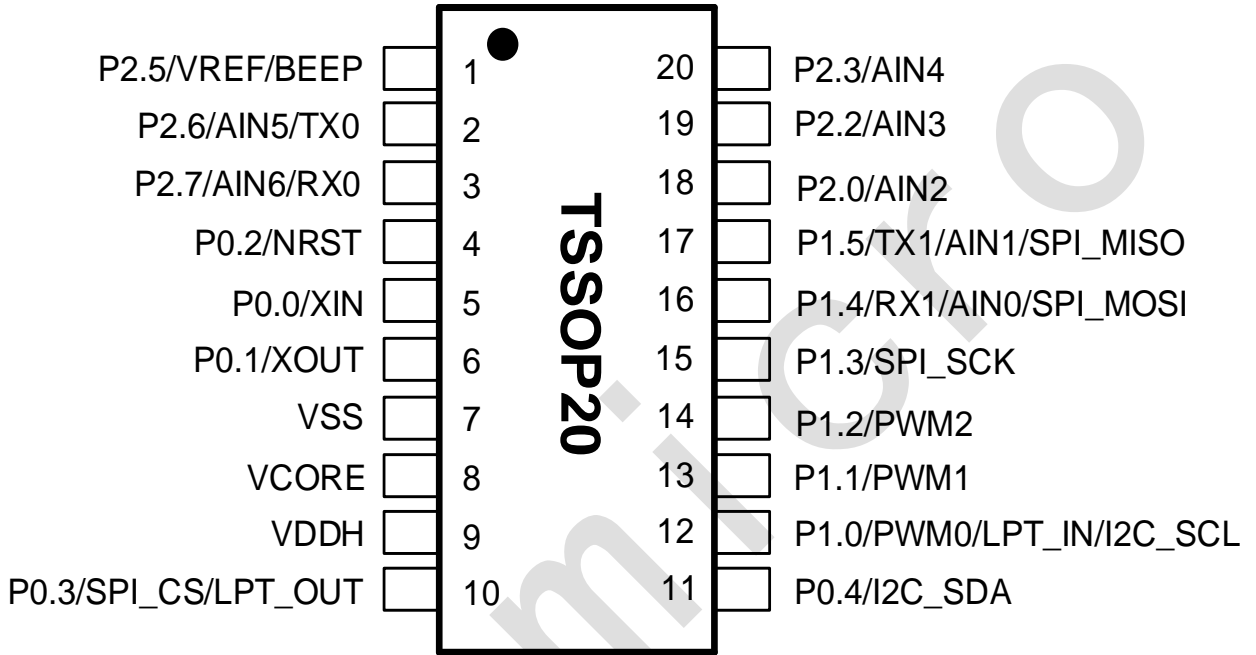 P2.5/VREF/BEEP 1 20 P2.3/AIN4
P2.6/AIN5/TX0 2 19 P2.2/AIN3
P2.7/AIN6/RX0 3 18 P2.0/AIN2
P0.2/NRST 4 17 P1.5/TX1/AIN1/SPI_MISO
P0.0/XIN 5 16 P1.4/RX1/AIN0/SPI_MOSI
P0.1/XOUT 6 15 P1.3/SPI_SCK
VSS 7 14 P1.2/PWM2
VCORE 8 13 P1.1/PWM1
VDDH 9 12 P1.0/PWM0/LPT_IN/I2C_SCL
P0.3/SPI_CS/LPT_OUT 10 11 P0.4/I2C_SDA
TSSOP20
micro